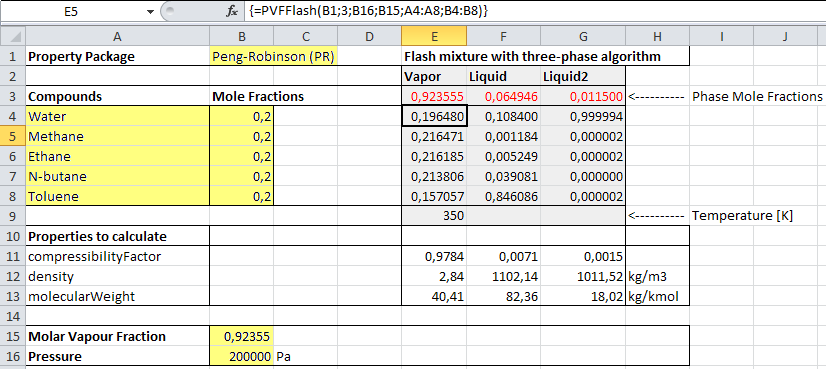 E5 fx {=PVFFlash(B1;3;B16;B15;A4:A8;B4:B8)}
A B C D E F G H I J
1 Property Package Peng-Robinson (PR) Flash mixture with three-phase algorithm
2 Vapor Liquid Liquid2
3 Compounds Mole Fractions 0,923555 0,064946 0,011500 <---------- Phase Mole Fractions
4 Water 0,2 0,196480 0,108400 0,999994
5 Methane 0,2 0,216471 0,001184 0,000002
6 Ethane 0,2 0,216185 0,005249 0,000002
7 N-butane 0,2 0,213806 0,039081 0,000000
8 Toluene 0,2 0,157057 0,846086 0,000002
9 350 <---------- Temperature [K]
10 Properties to calculate
11 compressibilityFactor 0,9784 0,0071 0,0015
12 density 2,84 1102,14 1011,52 kg/m3
13 molecularWeight 40,41 82,36 18,02 kg/kmol
14
15 Molar Vapour Fraction 0,92355
16 Pressure 200000 Pa